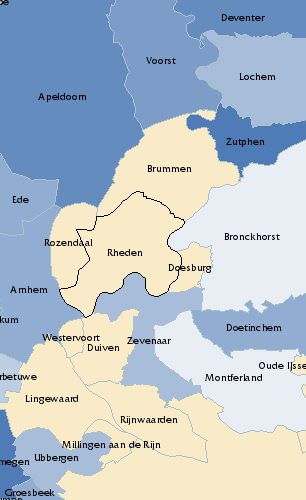 Deventer
Voorst
Lochem
Apeldoorn
Zutphen
Brummen
Ede
Rozendaal
Bronckhorst
Rheden
Doesburg
Arnhem
kum
Doetinchem
Westervoort
Zevenaar
Duiven
Oude IJsse
rbetuwe
Montferland
Lingewaard
Rijnwaarden
Millingen aan de Rijn
Ubbergen
megen
Groesbeek